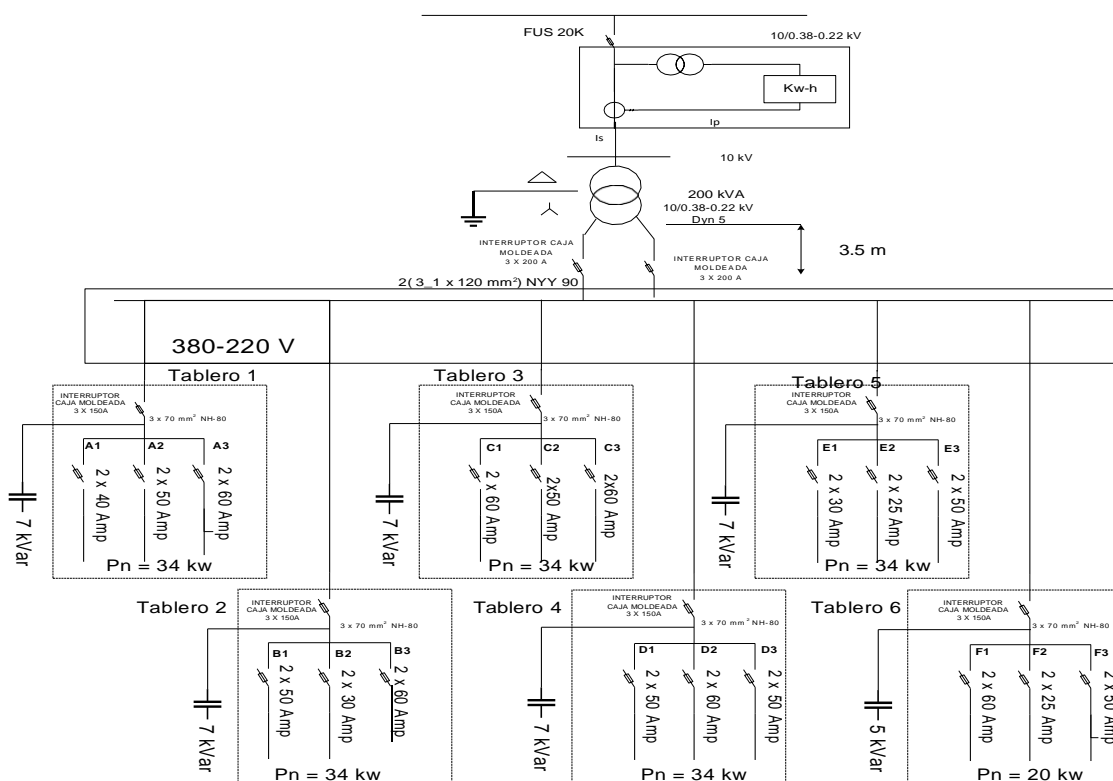 FUS 20K
10/0.38-0.22 kV
Kw-h
Ip
Is
10 kV
200 kVA
10/0.38-0.22 kV
Dyn 5
INTERRUPTOR CAJA
MOLDEADA
3 X 200 A
INTERRUPTOR CAJA
MOLDEADA
3 X 200 A
3.5 m
2( 3_1 x 120 mm²) NYY 90
380-220 V
Tablero 1
INTERRUPTOR
CAJA MOLDEADA
3 X 150A
3 x 70 mm² NH-80
A1
A2
A3
2 x 40 Amp
2 x 50 Amp
2 x 60 Amp
7 kVar
Pn = 34 kw
Tablero 3
INTERRUPTOR
CAJA MOLDEADA
3 X 150A
3 x 70 mm² NH-80
C1
C2
C3
2 x 60 Amp
2x50 Amp
2x60 Amp
7 kVar
Pn = 34 kw
Tablero 5
INTERRUPTOR
CAJA MOLDEADA
3 X 150A
3 x 70 mm² NH-80
E1
E2
E3
2 x 30 Amp
2 x 25 Amp
2 x 50 Amp
7 kVar
Pn = 34 kw
Tablero 2
INTERRUPTOR
CAJA MOLDEADA
3 X 150A
3 x 70 mm² NH-80
B1
B2
B3
2 x 50 Amp
2 x 30 Amp
2 x 60 Amp
7 kVar
Pn = 34 kw
Tablero 4
INTERRUPTOR
CAJA MOLDEADA
3 X 150A
3 x 70 mm² NH-80
D1
D2
D3
2 x 50 Amp
2 x 60 Amp
2 x 50 Amp
7 kVar
Pn = 34 kw
Tablero 6
INTERRUPTOR
CAJA MOLDEADA
3 X 150A
3 x 70 mm² NH-80
F1
F2
F3
2 x 60 Amp
2 x 25 Amp
2 x 50 Amp
5 kVar
Pn = 20 kw